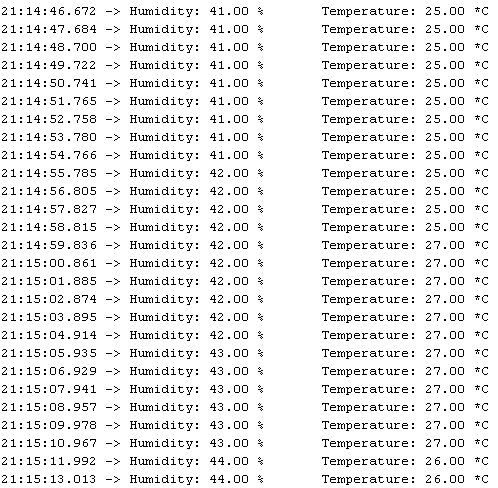 21:14:46.672 -> Humidity: 41.00 %	Temperature: 25.00 *C
21:14:47.684 -> Humidity: 41.00 %	Temperature: 25.00 *C
21:14:48.700 -> Humidity: 41.00 %	Temperature: 25.00 *C
21:14:49.722 -> Humidity: 41.00 %	Temperature: 25.00 *C
21:14:50.741 -> Humidity: 41.00 %	Temperature: 25.00 *C
21:14:51.765 -> Humidity: 41.00 %	Temperature: 25.00 *C
21:14:52.758 -> Humidity: 41.00 %	Temperature: 25.00 *C
21:14:53.780 -> Humidity: 41.00 %	Temperature: 25.00 *C
21:14:54.766 -> Humidity: 41.00 %	Temperature: 25.00 *C
21:14:55.785 -> Humidity: 42.00 %	Temperature: 25.00 *C
21:14:56.805 -> Humidity: 42.00 %	Temperature: 25.00 *C
21:14:57.827 -> Humidity: 42.00 %	Temperature: 25.00 *C
21:14:58.815 -> Humidity: 42.00 %	Temperature: 25.00 *C
21:14:59.836 -> Humidity: 42.00 %	Temperature: 27.00 *C
21:15:00.861 -> Humidity: 42.00 %	Temperature: 27.00 *C
21:15:01.885 -> Humidity: 42.00 %	Temperature: 27.00 *C
21:15:02.874 -> Humidity: 42.00 %	Temperature: 27.00 *C
21:15:03.895 -> Humidity: 42.00 %	Temperature: 27.00 *C
21:15:04.914 -> Humidity: 42.00 %	Temperature: 27.00 *C
21:15:05.935 -> Humidity: 43.00 %	Temperature: 27.00 *C
21:15:06.929 -> Humidity: 43.00 %	Temperature: 27.00 *C
21:15:07.941 -> Humidity: 43.00 %	Temperature: 27.00 *C
21:15:08.957 -> Humidity: 43.00 %	Temperature: 27.00 *C
21:15:09.978 -> Humidity: 43.00 %	Temperature: 27.00 *C
21:15:10.967 -> Humidity: 43.00 %	Temperature: 27.00 *C
21:15:11.992 -> Humidity: 44.00 %	Temperature: 26.00 *C
21:15:13.013 -> Humidity: 44.00 %	Temperature: 26.00 *C